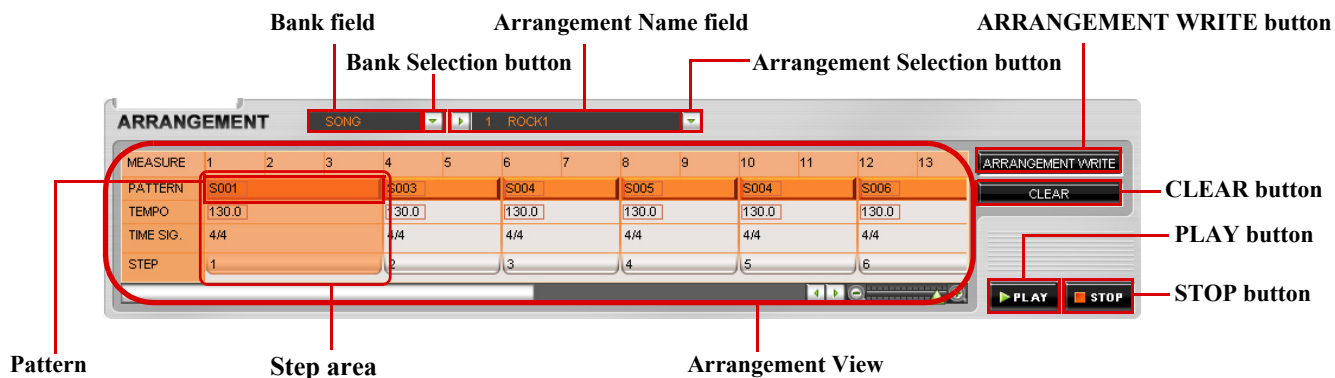 Bank field Arrangement Name field ARRANGEMENT WRITE button
Bank Selection button Arrangement Selection button
ARRANGEMENT SONG 1 ROCK1
MEASURE 1 2 3 4 5 6 7 8 9 10 11 12 13 ARRANGEMENT WRITE
PATTERN S001 S003 S004 S005 S004 S006 CLEAR CLEAR button
TEMPO 130.0 130.0 130.0 130.0 130.0 130.0
TIME SIG. 4/4 4/4 4/4 4/4 4/4 4/4 PLAY button
STEP 1 2 3 4 5 6
PLAY STOP STOP button
Pattern Step area Arrangement View